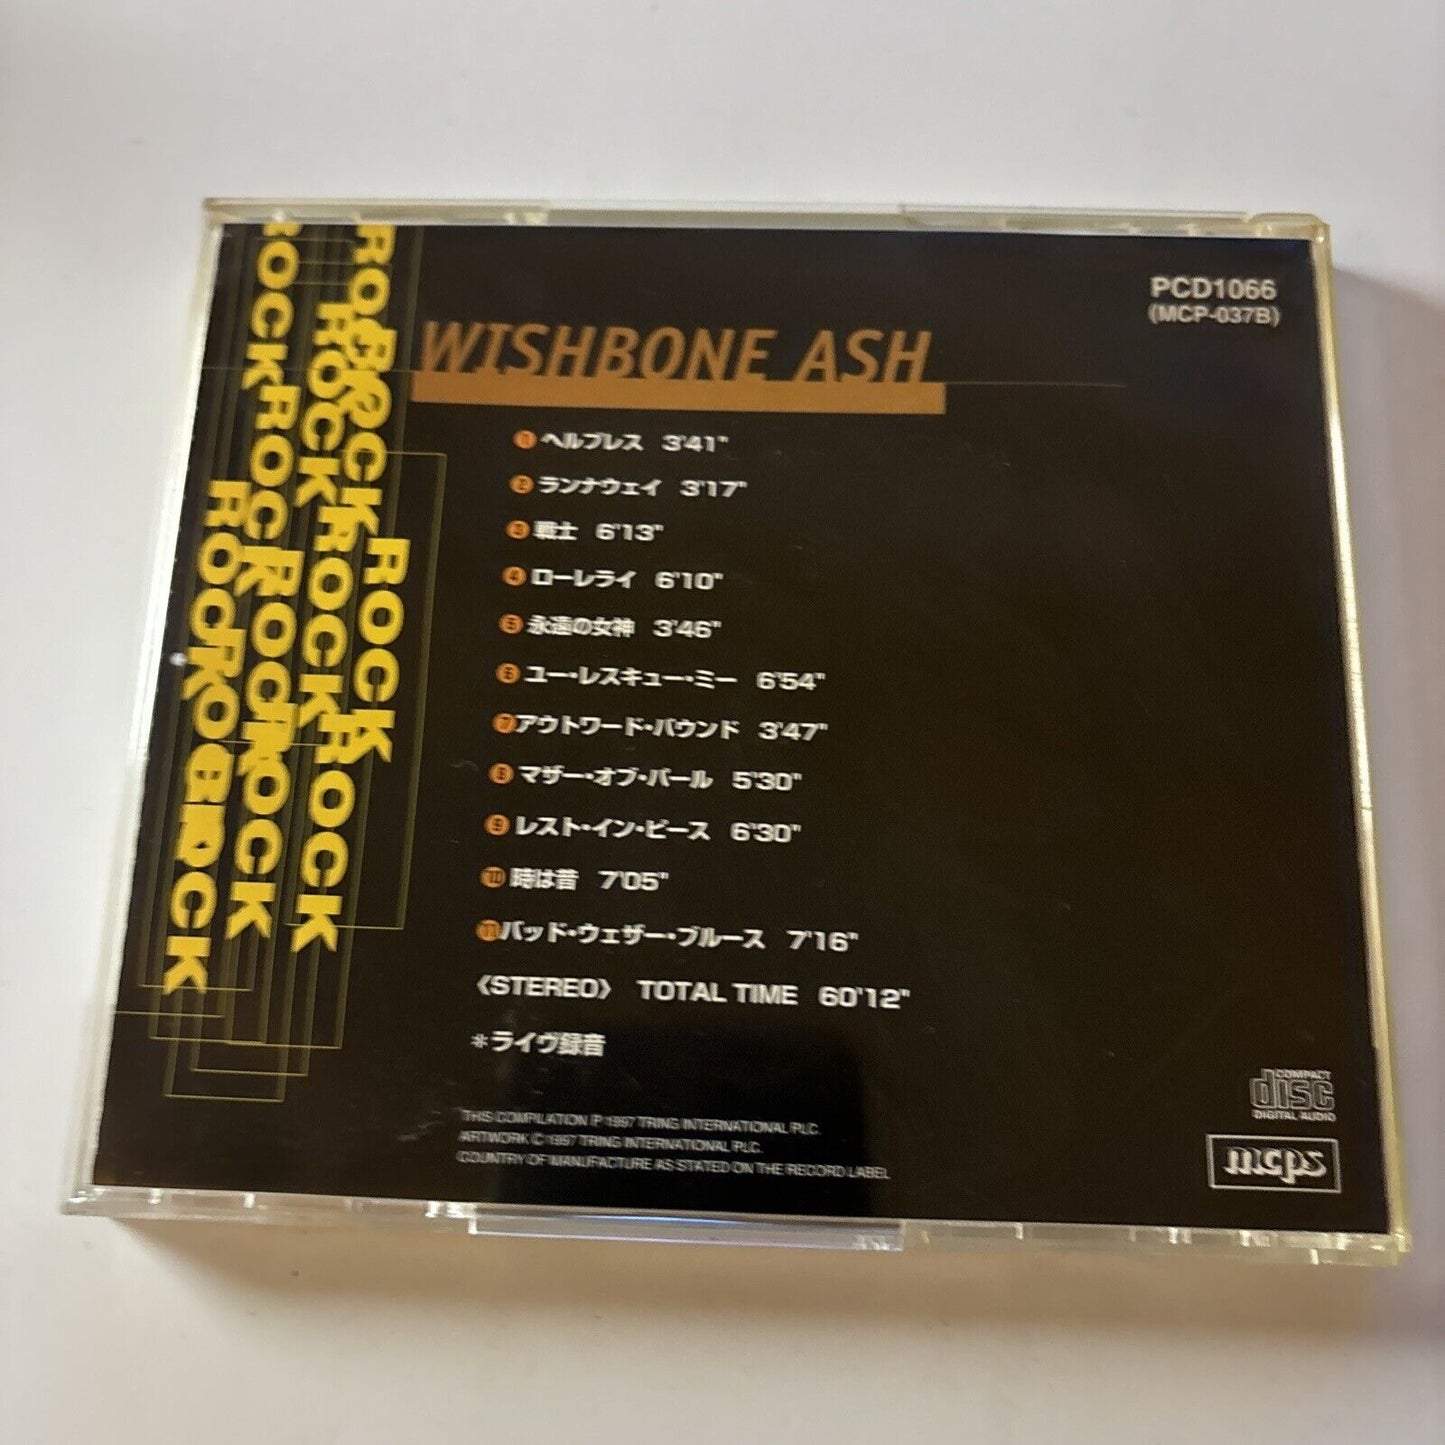 PCD1066
(MCP-037B)
WISHBONE ASH
1 ヘルプレス 3'41"
2 ランナウェイ 3'17"
3 戦士 6'13"
4 ローレライ 6'10"
5 永遠の女神 3'46"
6 ユー・レスキュー・ミー 6'54"
7 アウトワード・バウンド 3'47"
8 マザー・オブ・パール 5'30"
9 レスト・イン・ピース 6'30"
10 時は昔 7'05"
11 バッド・ウェザー・ブルース 7'16"
〈STEREO〉 TOTAL TIME 60'12"
*ライヴ録音
THIS COMPILATION P 1997 TRING INTERNATIONAL PLC.
ARTWORK © 1997 TRING INTERNATIONAL PLC.
COUNTRY OF MANUFACTURE AS STATED ON THE RECORD LABEL
COMPACT
disc
DIGITAL AUDIO
mcps
ROCK
ROCK
ROCK
ROCK
ROCK
ROCK
ROCK
ROCK
ROCK
ROCK
ROCK